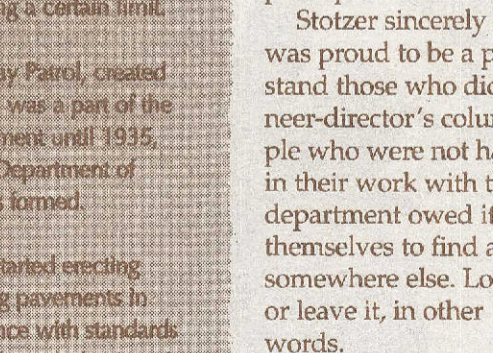 ng a certain limit.
ay Patrol, created
was a part of the
ment until 1935,
Department of
s formed.
tarted erecting
g pavements in
nce with standards
Stotzer sincerely
was proud to be a p
stand those who did
neer-director's colu
ple who were not ha
in their work with t
department owed i
themselves to find a
somewhere else. Lo
or leave it, in other
words.